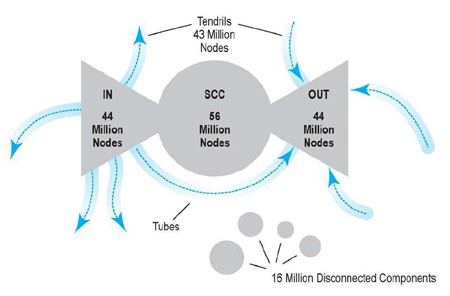 Tendrils
43 Million
Nodes
IN
44
Million
Nodes
SCC
56
Million
Nodes
OUT
44
Million
Nodes
Tubes
16 Million Disconnected Components